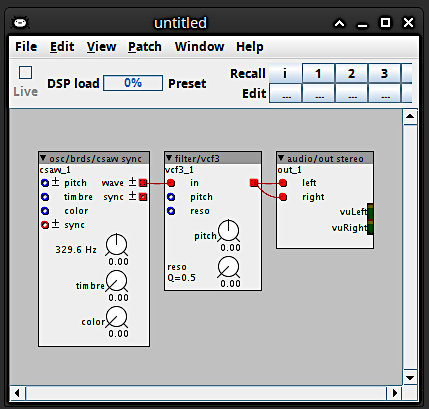 untitled
File Edit View Patch Window Help
Live
DSP load 0% Preset
Recall i 1 2 3
Edit ... ... ... ...
▼ osc/brds/csaw sync
csaw_1
± pitch wave ±
± timbre sync ±
color
± sync
329.6 Hz
0.00
timbre
0.00
color
0.00
▼ filter/vcf3
vcf3_1
in
pitch
reso
pitch
0.00
reso
Q=0.5
0.00
▼ audio/out stereo
out_1
left
right
vuLeft
vuRight